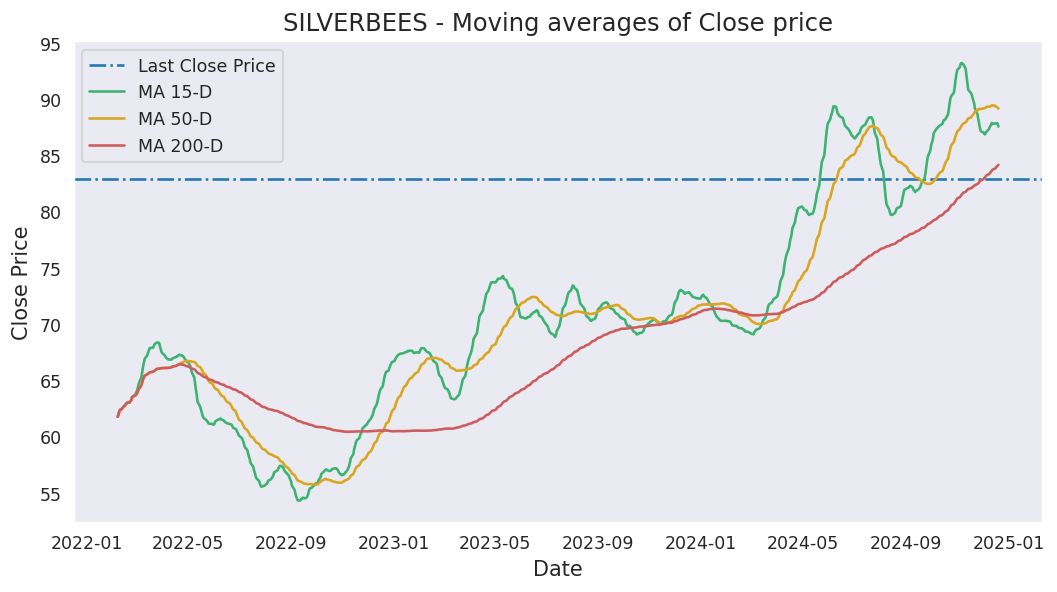 SILVERBEES - Moving averages of Close price
95
90
85
80
75
70
65
60
55
Close Price
Last Close Price
MA 15-D
MA 50-D
MA 200-D
2022-01 2022-05 2022-09 2023-01 2023-05 2023-09 2024-01 2024-05 2024-09 2025-01
Date